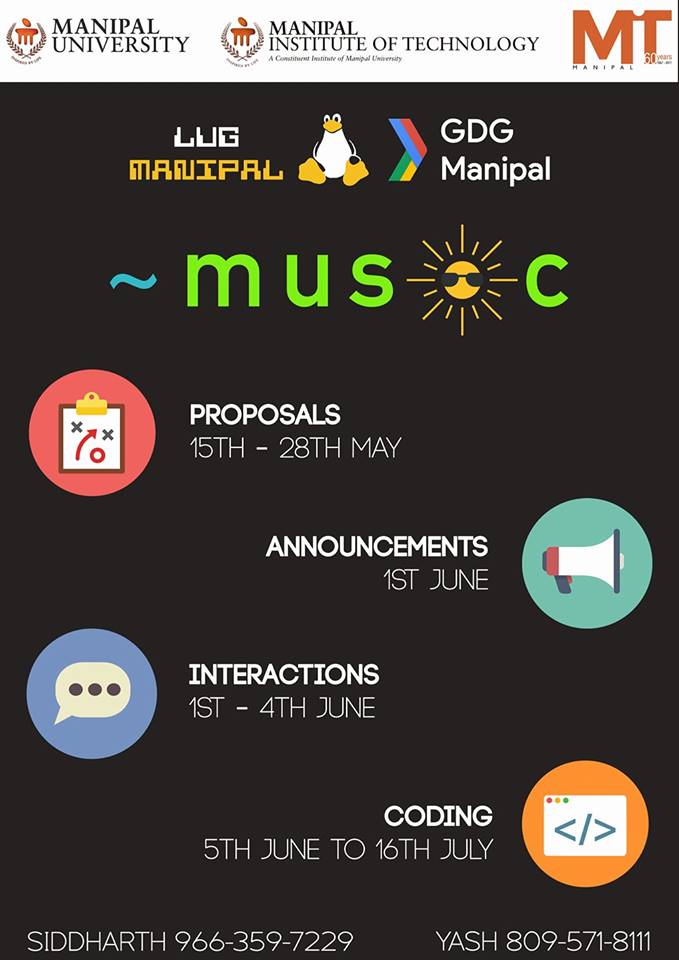 MANIPAL
UNIVERSITY
MANIPAL
INSTITUTE OF TECHNOLOGY
A Constituent Institute of Manipal University
MIT
MANIPAL
60 years
LUG
MANIPAL
GDG
Manipal
~musoc
PROPOSALS
15TH - 28TH MAY
ANNOUNCEMENTS
1ST JUNE
INTERACTIONS
1ST - 4TH JUNE
CODING
</>
5TH JUNE TO 16TH JULY
SIDDHARTH 966-359-7229
YASH 809-571-8111